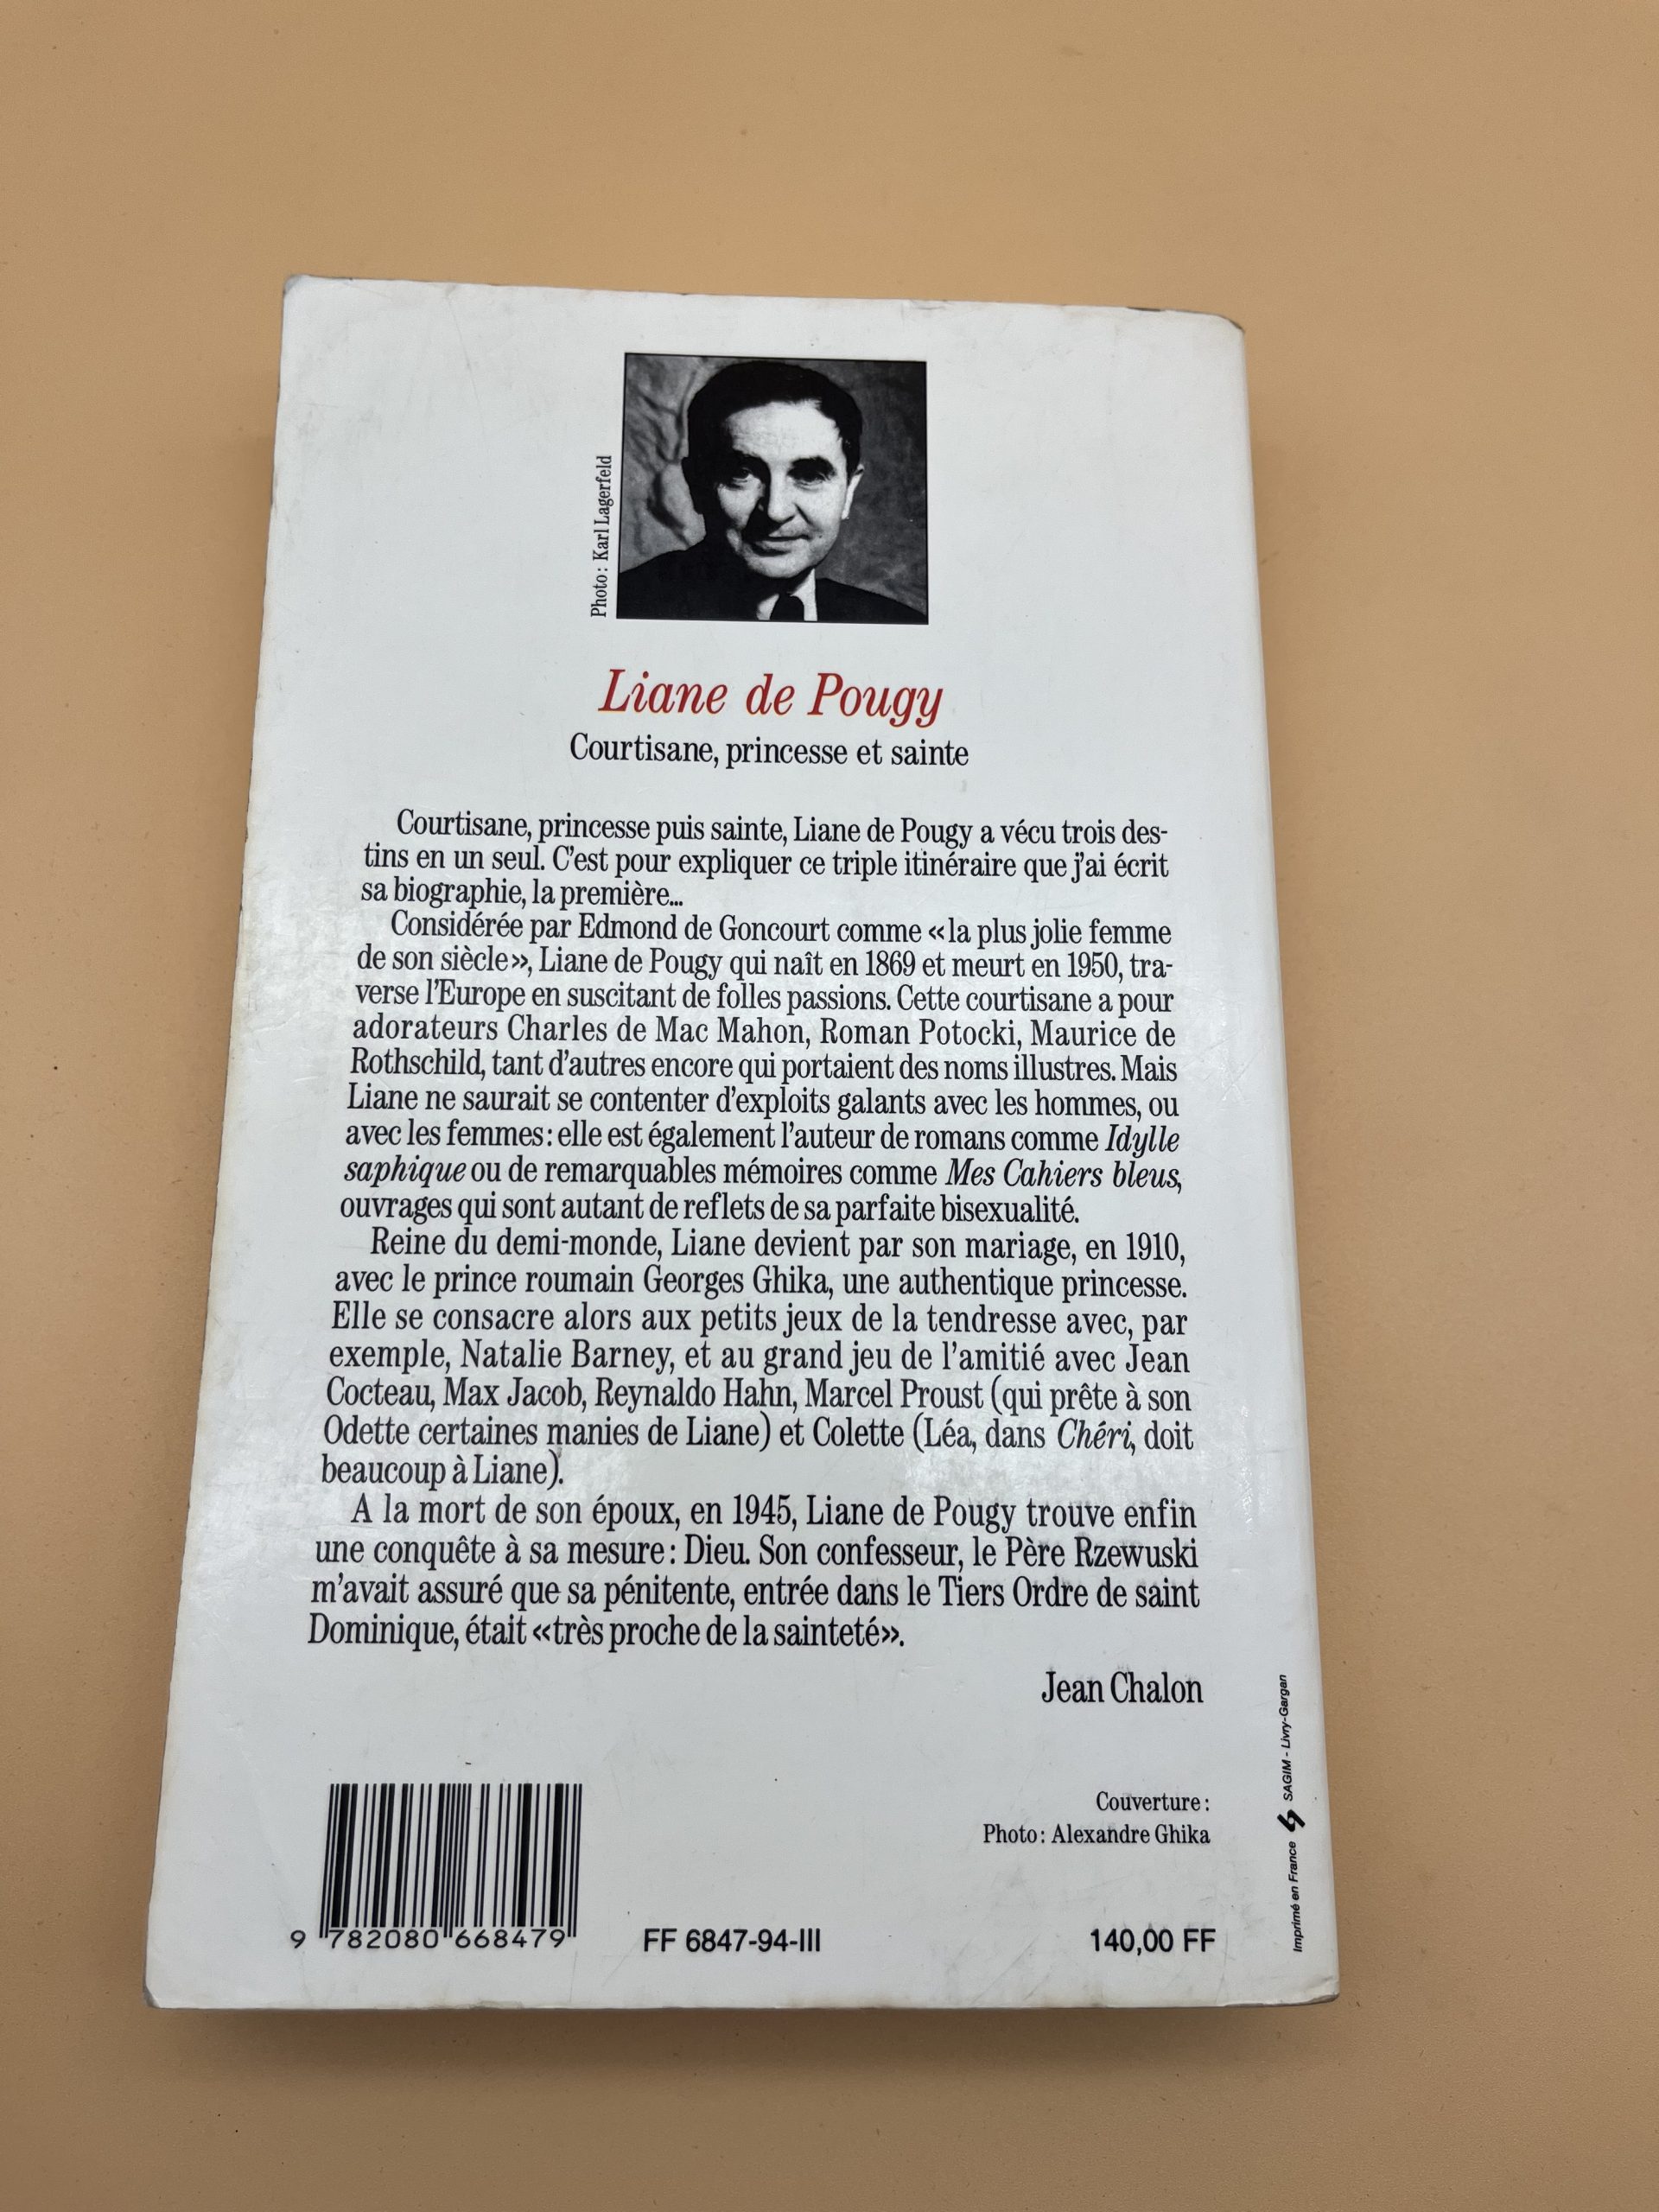 Photo : Karl Lagerfeld
Liane de Pougy
Courtisane, princesse et sainte
Courtisane, princesse puis sainte, Liane de Pougy a vécu trois des-
tins en un seul. C'est pour expliquer ce triple itinéraire que j'ai écrit
sa biographie, la première...
Considérée par Edmond de Goncourt comme «la plus jolie femme
de son siècle», Liane de Pougy qui naît en 1869 et meurt en 1950, tra-
verse l'Europe en suscitant de folles passions. Cette courtisane a pour
adorateurs Charles de Mac Mahon, Roman Potocki, Maurice de
Rothschild, tant d'autres encore qui portaient des noms illustres. Mais
Liane ne saurait se contenter d'exploits galants avec les hommes, ou
avec les femmes : elle est également l'auteur de romans comme Idylle
saphique ou de remarquables mémoires comme Mes Cahiers bleus,
ouvrages qui sont autant de reflets de sa parfaite bisexualité.
Reine du demi-monde, Liane devient par son mariage, en 1910,
avec le prince roumain Georges Ghika, une authentique princesse.
Elle se consacre alors aux petits jeux de la tendresse avec, par
exemple, Natalie Barney, et au grand jeu de l'amitié avec Jean
Cocteau, Max Jacob, Reynaldo Hahn, Marcel Proust (qui prête à son
Odette certaines manies de Liane) et Colette (Léa, dans Chéri, doit
beaucoup à Liane).
A la mort de son époux, en 1945, Liane de Pougy trouve enfin
une conquête à sa mesure : Dieu. Son confesseur, le Père Rzewuski
m'avait assuré que sa pénitente, entrée dans le Tiers Ordre de saint
Dominique, était «très proche de la sainteté».
Jean Chalon
Couverture :
Photo : Alexandre Ghika
9 782080 668479
FF 6847-94-III
140,00 FF
Imprimé en France SAGIM - Livry-Gargan